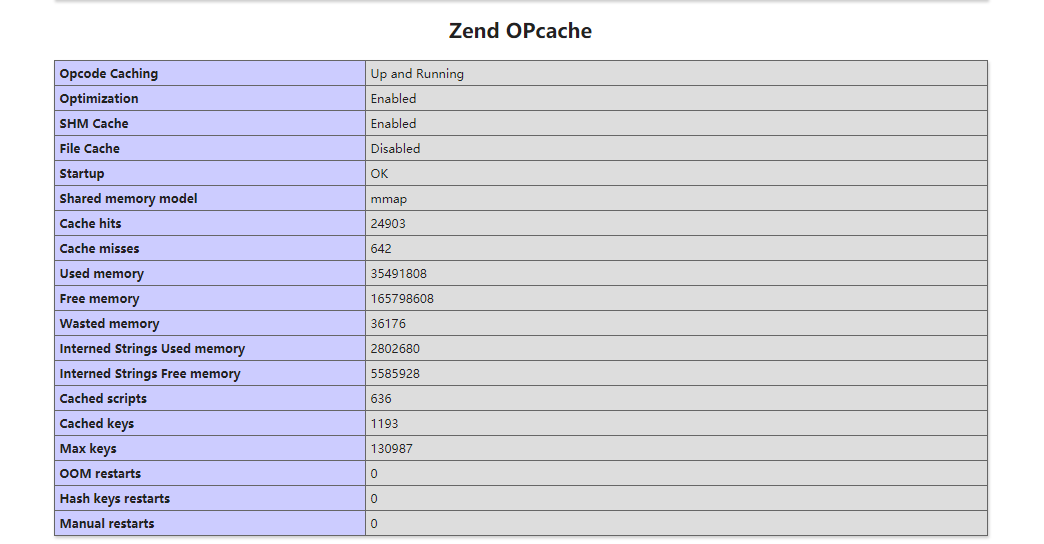 Zend OPcache
Opcode Caching Up and Running
Optimization Enabled
SHM Cache Enabled
File Cache Disabled
Startup OK
Shared memory model mmap
Cache hits 24903
Cache misses 642
Used memory 35491808
Free memory 165798608
Wasted memory 36176
Interned Strings Used memory 2802680
Interned Strings Free memory 5585928
Cached scripts 636
Cached keys 1193
Max keys 130987
OOM restarts 0
Hash keys restarts 0
Manual restarts 0